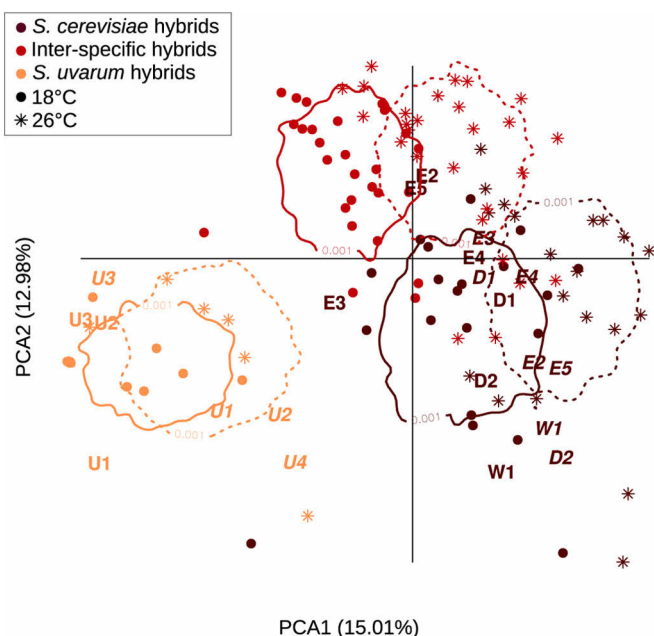 S. cerevisiae hybrids
Inter-specific hybrids
S. uvarum hybrids
18°C
26°C
E2
E5
0.001
0.001
0.001
E3
E4
U3
D1
E4
E3
D1
0.001
U3
U2
E2
E5
D2
U1
U2
0.001
0.001
W1
D2
U1
U4
W1
PCA2 (12.98%)
PCA1 (15.01%)